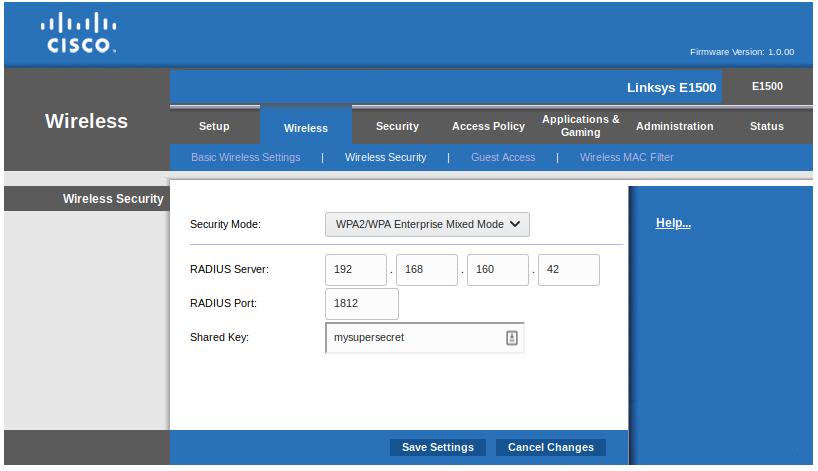 CISCO
Firmware Version: 1.0.00
Linksys E1500 E1500
Wireless
Setup Wireless Security Access Policy Applications & Gaming Administration Status
Basic Wireless Settings | Wireless Security | Guest Access | Wireless MAC Filter
Wireless Security
Security Mode: WPA2/WPA Enterprise Mixed Mode
Help...
RADIUS Server: 192 . 168 . 160 . 42
RADIUS Port: 1812
Shared Key: mysupersecret
Save Settings Cancel Changes